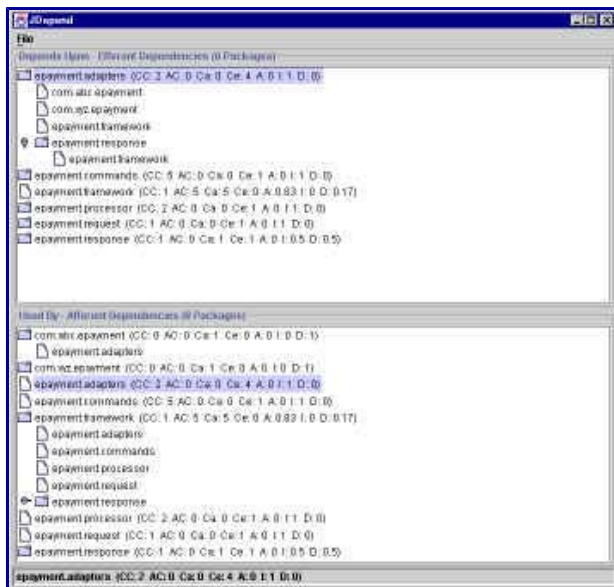 JDepend
File
Depends Upon - Efferent Dependencies (6 Packages)
epayment.adapters (CC: 2 AC: 0 Ca: 0 Ce: 4 A: 0 I: 1 D: 0)
com.abc.epayment
com.xyz.epayment
epayment.framework
epayment.response
epayment.framework
epayment.commands (CC: 5 AC: 0 Ca: 0 Ce: 1 A: 0 I: 1 D: 0)
epayment.framework (CC: 1 AC: 5 Ca: 5 Ce: 0 A: 0.83 I: 0 D: 0.17)
epayment.processor (CC: 2 AC: 0 Ca: 0 Ce: 1 A: 0 I: 1 D: 0)
epayment.request (CC: 1 AC: 0 Ca: 0 Ce: 1 A: 0 I: 1 D: 0)
epayment.response (CC: 1 AC: 0 Ca: 1 Ce: 1 A: 0 I: 0.5 D: 0.5)
Used By - Afferent Dependencies (8 Packages)
com.abc.epayment (CC: 0 AC: 0 Ca: 1 Ce: 0 A: 0 I: 0 D: 1)
epayment.adapters
com.xyz.epayment (CC: 0 AC: 0 Ca: 1 Ce: 0 A: 0 I: 0 D: 1)
epayment.adapters (CC: 2 AC: 0 Ca: 0 Ce: 4 A: 0 I: 1 D: 0)
epayment.commands (CC: 5 AC: 0 Ca: 0 Ce: 1 A: 0 I: 1 D: 0)
epayment.framework (CC: 1 AC: 5 Ca: 5 Ce: 0 A: 0.83 I: 0 D: 0.17)
epayment.adapters
epayment.commands
epayment.processor
epayment.request
epayment.response
epayment.processor (CC: 2 AC: 0 Ca: 0 Ce: 1 A: 0 I: 1 D: 0)
epayment.request (CC: 1 AC: 0 Ca: 0 Ce: 1 A: 0 I: 1 D: 0)
epayment.response (CC: 1 AC: 0 Ca: 1 Ce: 1 A: 0 I: 0.5 D: 0.5)
epayment.adapters (CC: 2 AC: 0 Ca: 0 Ce: 4 A: 0 I: 1 D: 0)